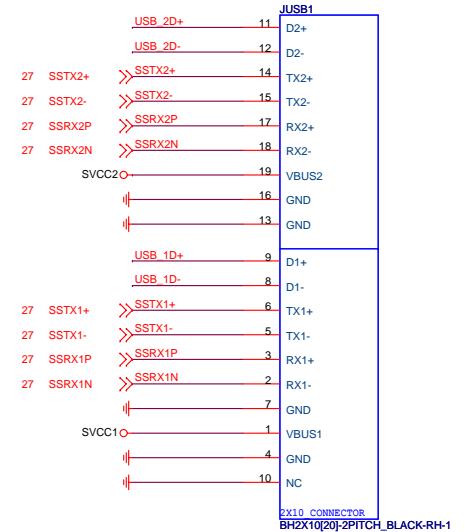 JUSB1
USB_2D+ 11 D2+
USB_2D- 12 D2-
27 SSTX2+ SSTX2+ 14 TX2+
27 SSTX2- SSTX2- 15 TX2-
27 SSRX2P SSRX2P 17 RX2+
27 SSRX2N SSRX2N 18 RX2-
SVCC2 19 VBUS2
16 GND
13 GND
USB_1D+ 9 D1+
USB_1D- 8 D1-
27 SSTX1+ SSTX1+ 6 TX1+
27 SSTX1- SSTX1- 5 TX1-
27 SSRX1P SSRX1P 3 RX1+
27 SSRX1N SSRX1N 2 RX1-
7 GND
SVCC1 1 VBUS1
4 GND
10 NC
2X10 CONNECTOR
BH2X10[20]-2PITCH_BLACK-RH-1